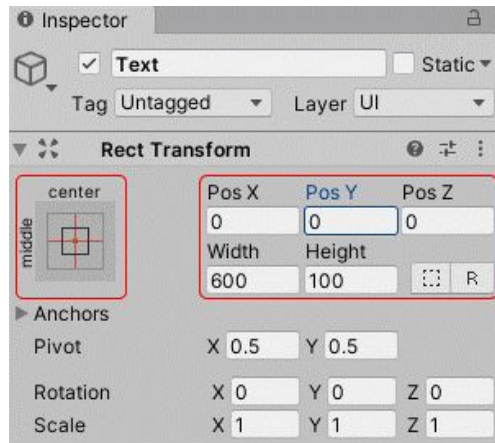 Inspector
Text Static
Tag Untagged Layer UI
Rect Transform
center Pos X Pos Y Pos Z
middle 0 0 0
Width Height
600 100 R
Anchors
Pivot X 0.5 Y 0.5
Rotation X 0 Y 0 Z 0
Scale X 1 Y 1 Z 1